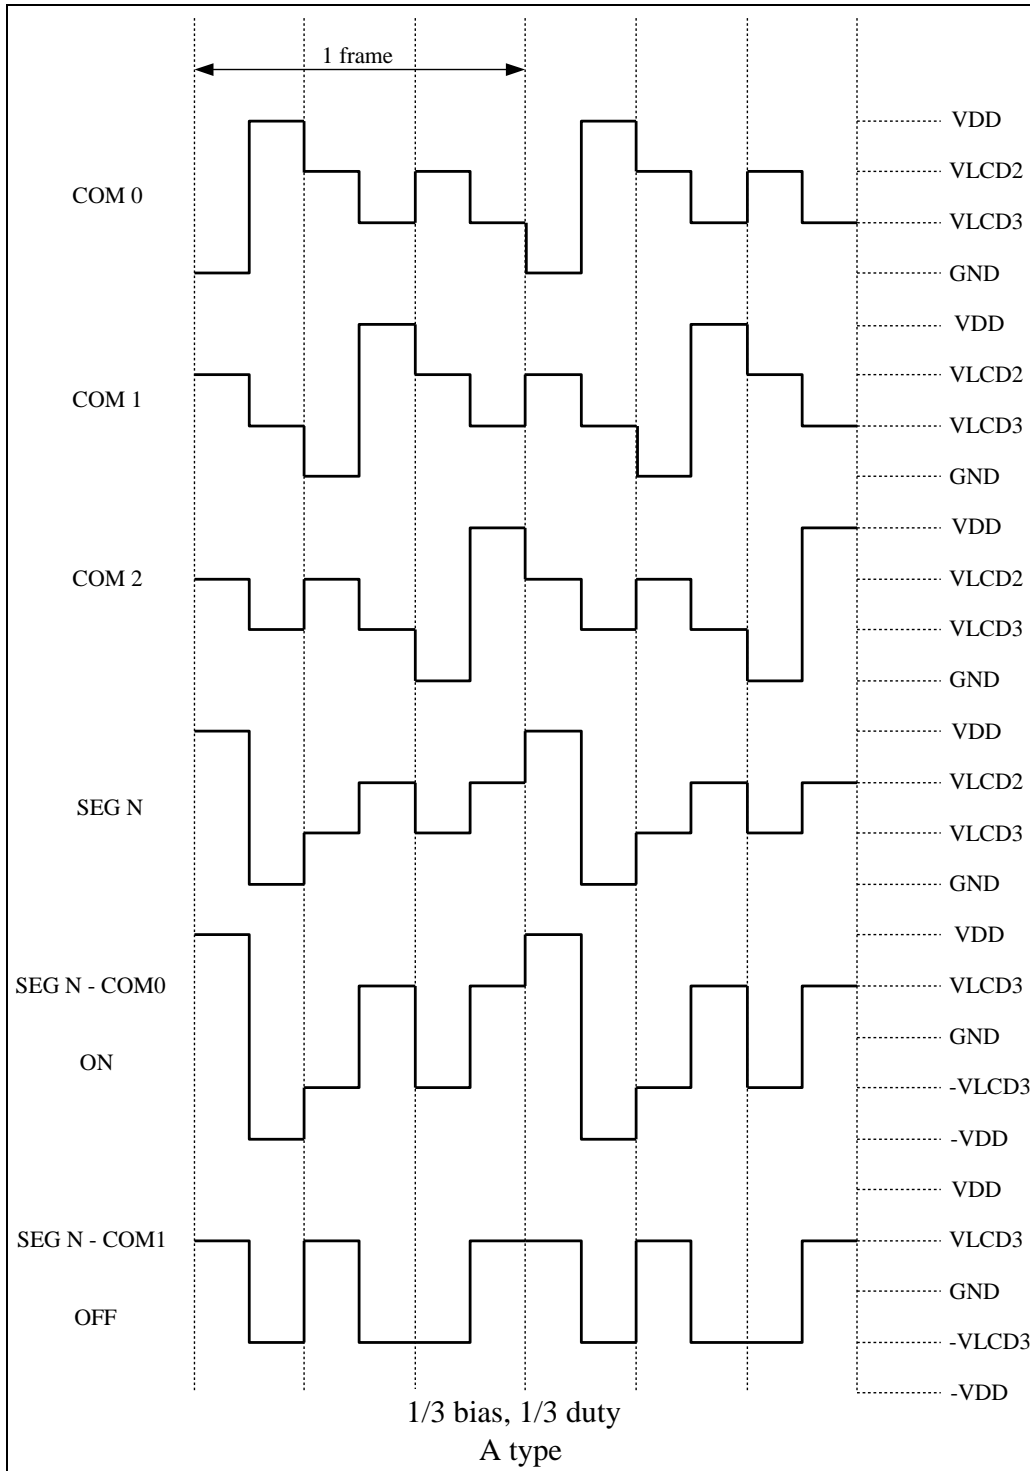 1 frame
COM 0
VDD
VLCD2
VLCD3
GND
COM 1
VDD
VLCD2
VLCD3
GND
COM 2
VDD
VLCD2
VLCD3
GND
SEG N
VDD
VLCD2
VLCD3
GND
SEG N - COM0
ON
VDD
VLCD3
GND
-VLCD3
-VDD
SEG N - COM1
OFF
VDD
VLCD3
GND
-VLCD3
-VDD
1/3 bias, 1/3 duty
A type